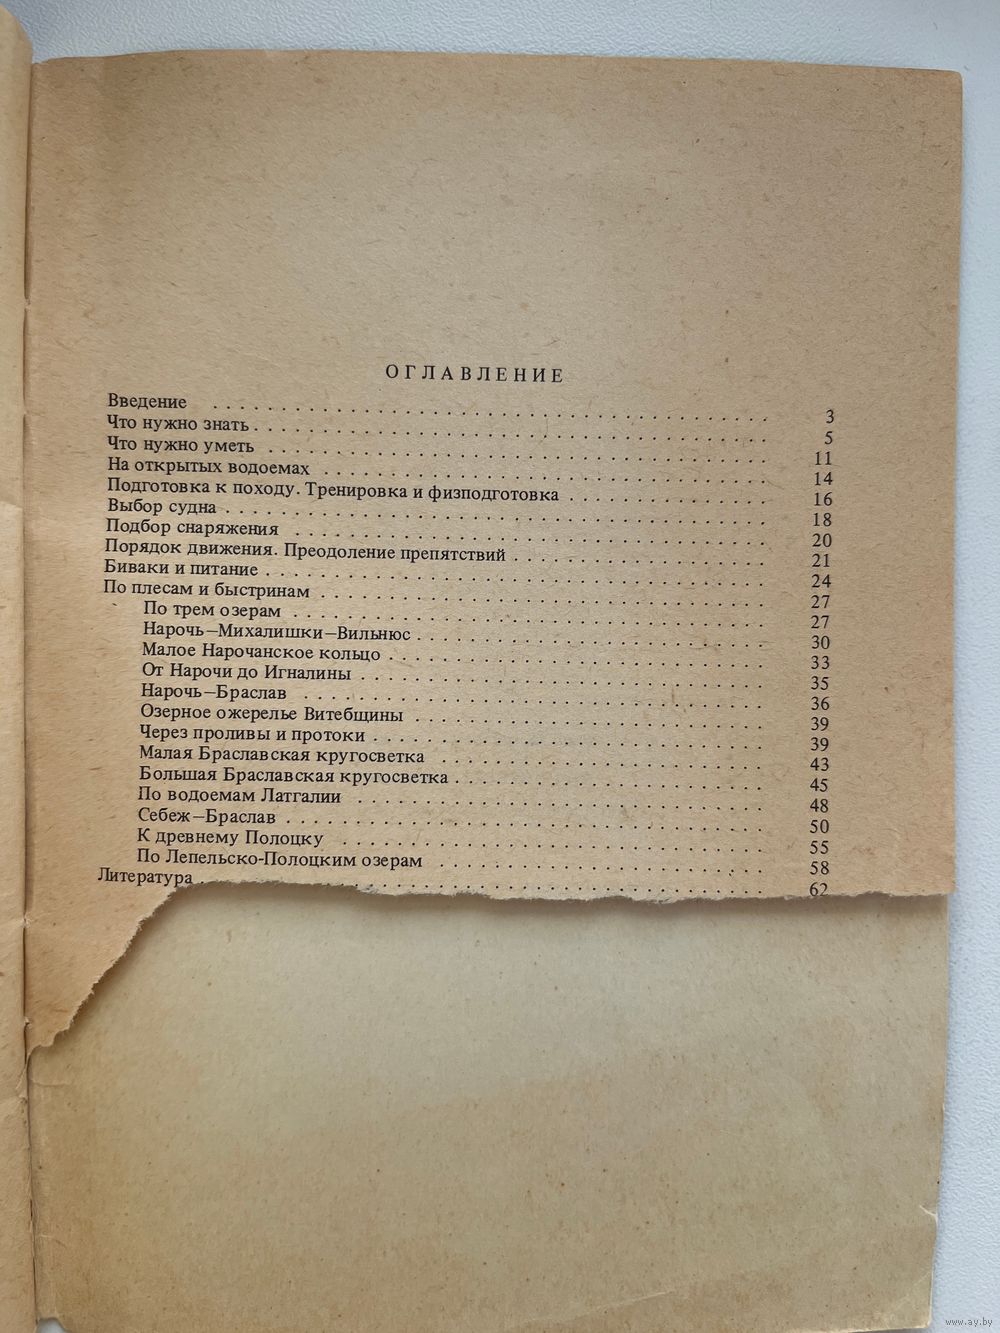 ОГЛАВЛЕНИЕ
Введение . . . . . . . . . . 3
Что нужно знать . . . . . . . . . . 5
Что нужно уметь . . . . . . . . . . 11
На открытых водоемах . . . . . . . . . . 14
Подготовка к походу. Тренировка и физподготовка . . . . . . . . . . 16
Выбор судна . . . . . . . . . . 18
Подбор снаряжения . . . . . . . . . . 20
Порядок движения. Преодоление препятствий . . . . . . . . . . 21
Биваки и питание . . . . . . . . . . 24
По плесам и быстринам . . . . . . . . . . 27
По трем озерам . . . . . . . . . . 27
Нарочь—Михалишки—Вильнюс . . . . . . . . . . 30
Малое Нарочанское кольцо . . . . . . . . . . 33
От Нарочи до Игналины . . . . . . . . . . 35
Нарочь—Браслав . . . . . . . . . . 36
Озерное ожерелье Витебщины . . . . . . . . . . 39
Через проливы и протоки . . . . . . . . . . 39
Малая Браславская кругосветка . . . . . . . . . . 43
Большая Браславская кругосветка . . . . . . . . . . 45
По водоемам Латгалии . . . . . . . . . . 48
Себеж—Браслав . . . . . . . . . . 50
К древнему Полоцку . . . . . . . . . . 55
По Лепельско-Полоцким озерам . . . . . . . . . . 58
Литература . . . . . . . . . . 62
www.ay.by